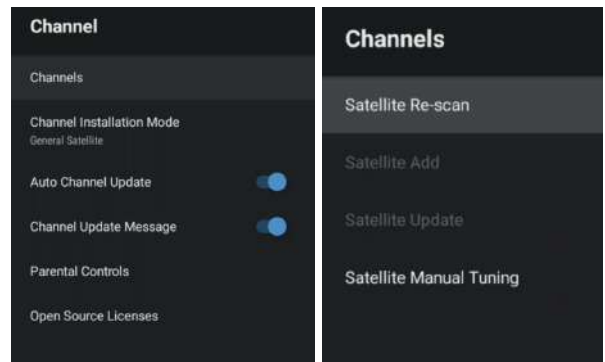 Channel
Channels
Channel Installation Mode
General Satellite
Auto Channel Update
Channel Update Message
Parental Controls
Open Source Licenses
Channels
Satellite Re-scan
Satellite Add
Satellite Update
Satellite Manual Tuning